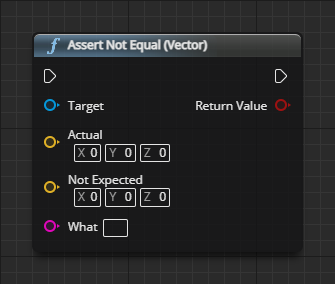 f Assert Not Equal (Vector)
Target Return Value
Actual
X 0 Y 0 Z 0
Not Expected
X 0 Y 0 Z 0
What